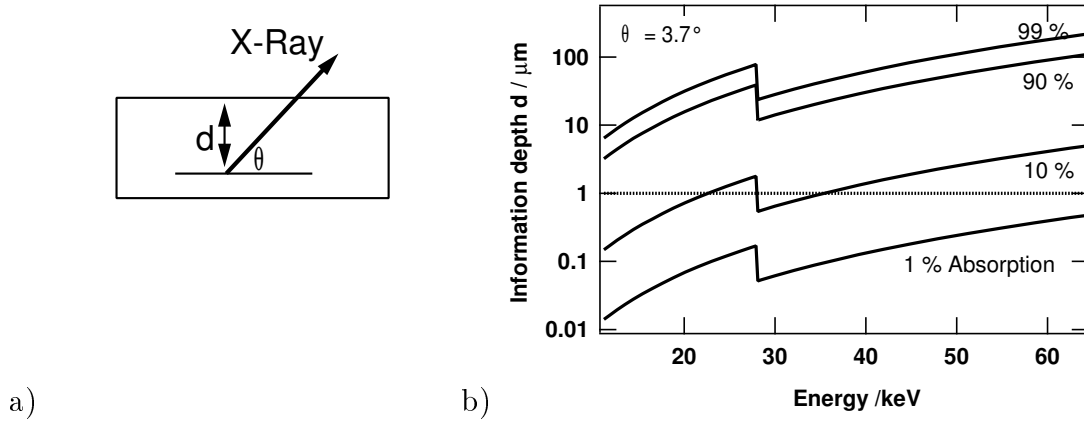 X-Ray
d
θ
a)
b)
θ = 3.7°
99 %
90 %
10 %
1 % Absorption
Information depth d / μm
100
10
1
0.1
0.01
20 30 40 50 60
Energy /keV